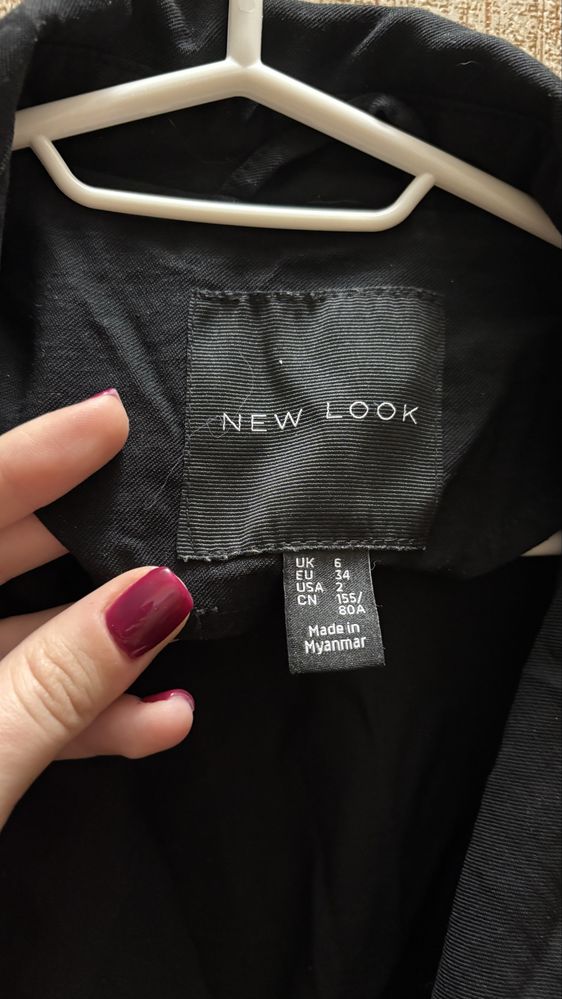 NEW LOOK
UK 6
EU 34
USA 2
CN 155/
80A
Made in
Myanmar